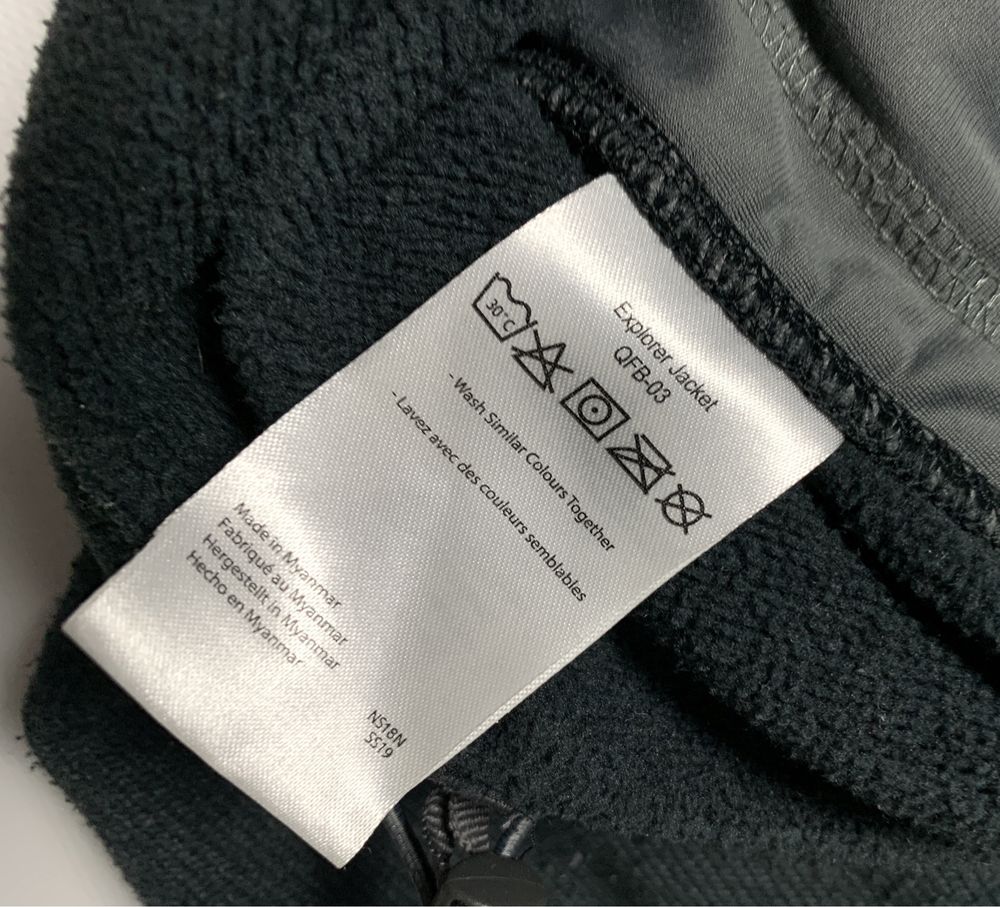 Explorer Jacket
QFB-03
30°C
- Wash Similar Colours Together
- Lavez avec des couleurs semblables
Made in Myanmar
Fabriqué au Myanmar
Hergestellt in Myanmar
Hecho en Myanmar
NS18N
SS19